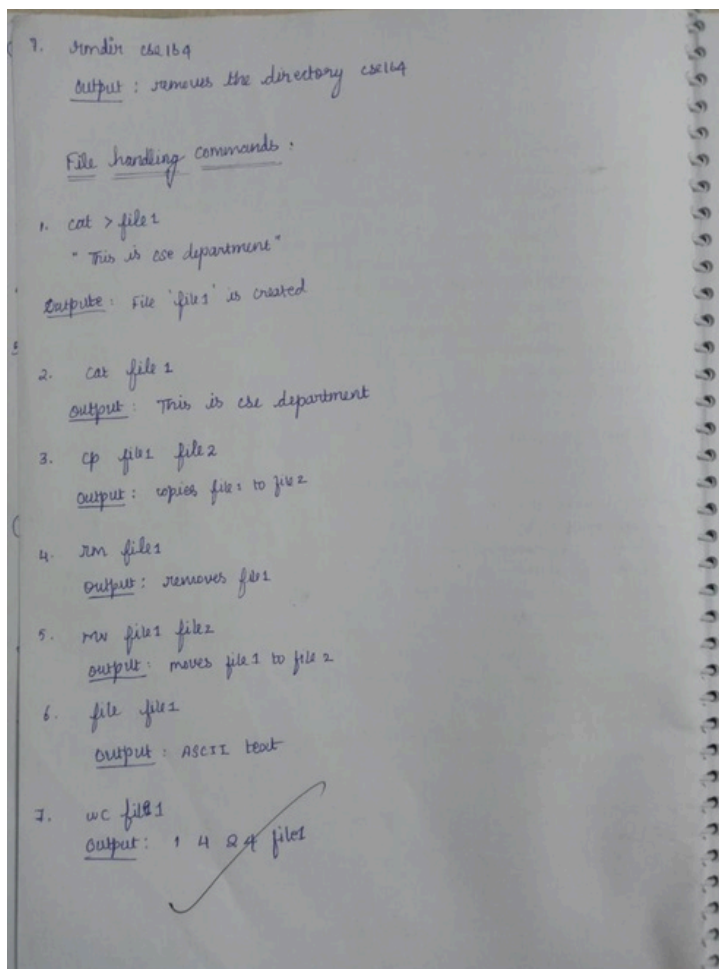 7. rmdir cse164
Output : removes the directory cse164
File handling commands :
1. cat > file1
" This is cse department "
Outpute : File 'file1' is created
2. cat file 1
output : This is cse department
3. cp file1 file2
output : copies file1 to file2
4. rm file1
output : removes file1
5. mv file1 file2
output : moves file 1 to file 2
6. file file1
output : ASCII text
7. wc file1
output : 1 4 24 file1